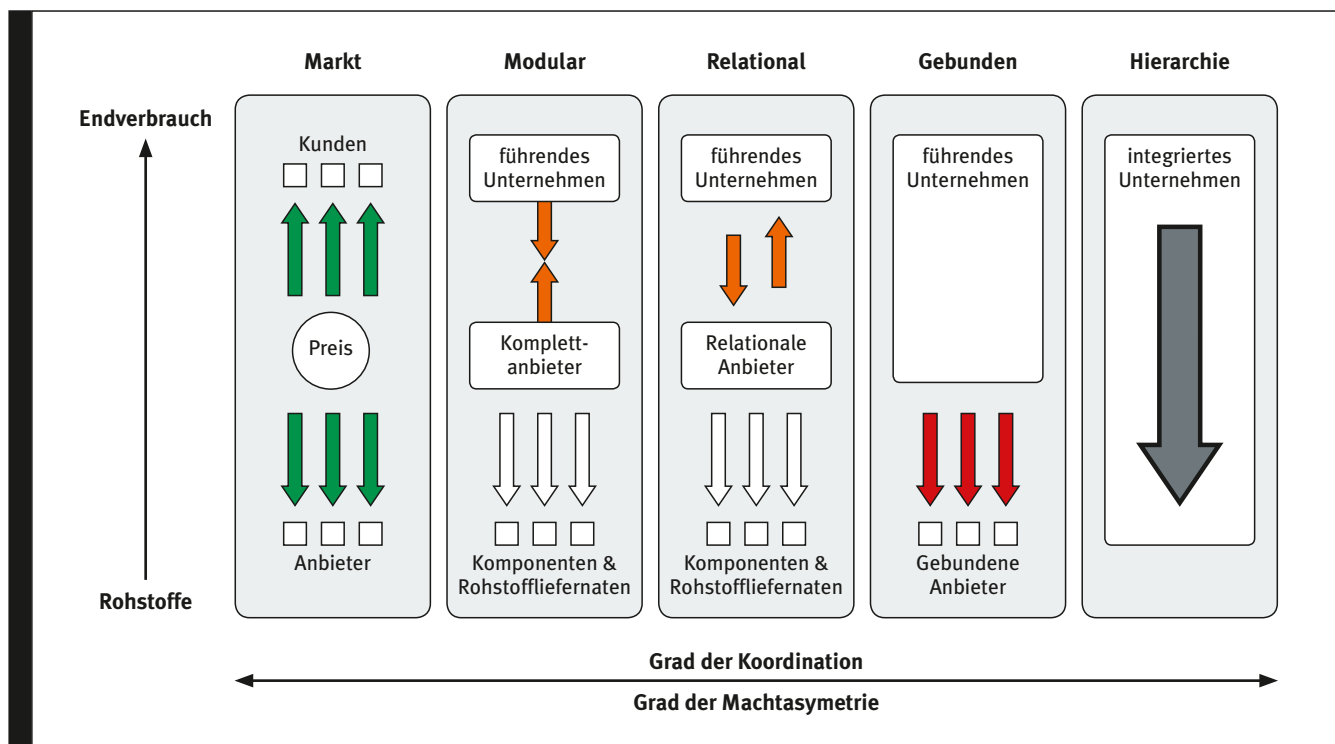 Markt
Modular
Relational
Gebunden
Hierarchie
Endverbrauch
Rohstoffe
Kunden
Preis
Anbieter
führendes
Unternehmen
Komplett-
anbieter
Komponenten &
Rohstoffliefernaten
führendes
Unternehmen
Relationale
Anbieter
Komponenten &
Rohstoffliefernaten
führendes
Unternehmen
Gebundene
Anbieter
integriertes
Unternehmen
Grad der Koordination
Grad der Machtasymetrie